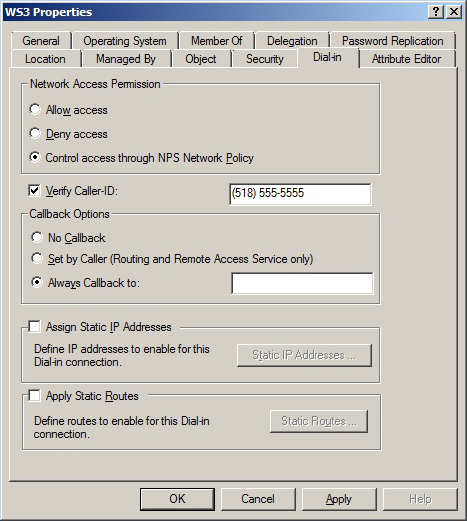 WS3 Properties
General Operating System Member Of Delegation Password Replication
Location Managed By Object Security Dial-in Attribute Editor
Network Access Permission
Allow access
Deny access
Control access through NPS Network Policy
Verify Caller-ID: (518) 555-5555
Callback Options
No Callback
Set by Caller (Routing and Remote Access Service only)
Always Callback to:
Assign Static IP Addresses
Define IP addresses to enable for this
Dial-in connection.
Static IP Addresses ...
Apply Static Routes
Define routes to enable for this Dial-in
connection.
Static Routes ...
OK Cancel Apply Help